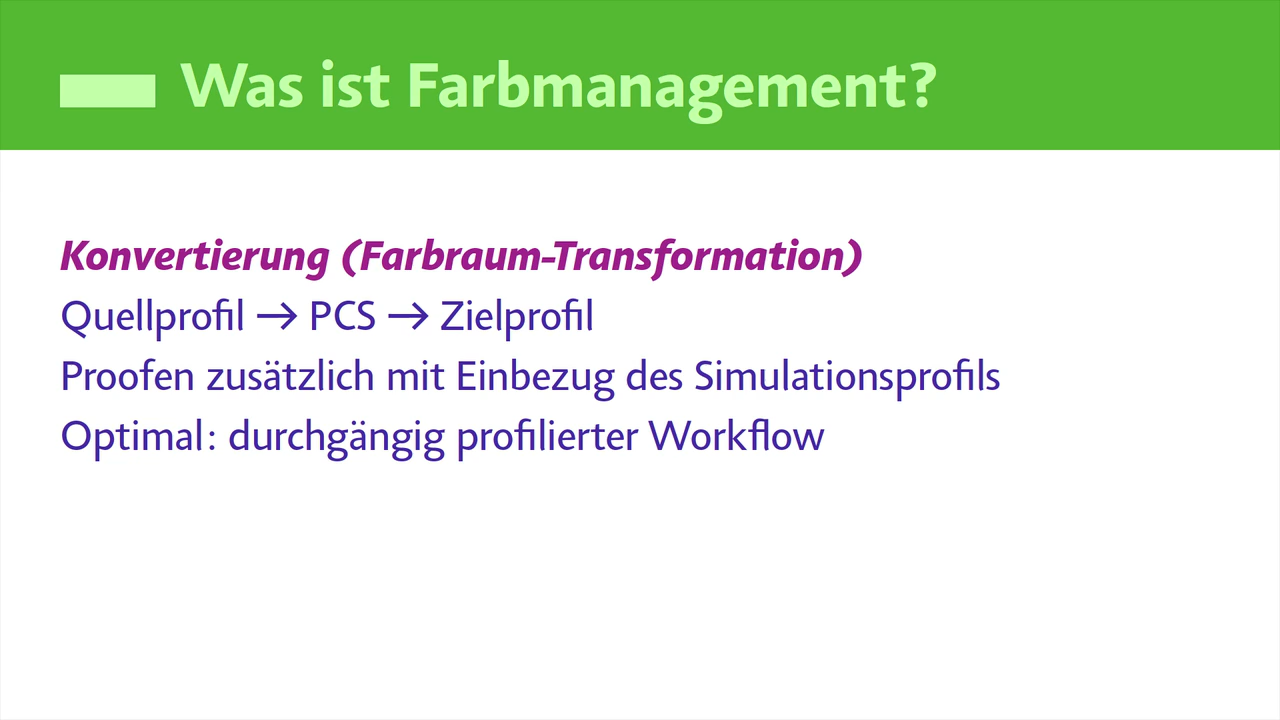 Was ist Farbmanagement?
Konvertierung (Farbraum-Transformation)
Quellprofil → PCS → Zielprofil
Proofen zusätzlich mit Einbezug des Simulationsprofils
Optimal: durchgängig profilierter Workflow